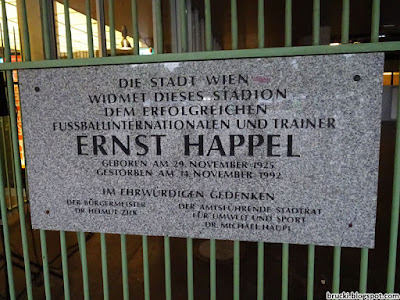 DIE STADT WIEN
WIDMET DIESES STADION
DEM ERFOLGREICHEN
FUSSBALLINTERNATIONALEN UND TRAINER
ERNST HAPPEL
GEBOREN AM 29. NOVEMBER 1925
GESTORBEN AM 14. NOVEMBER 1992
IM EHRWÜRDIGEN GEDENKEN
DER BÜRGERMEISTER
DR HELMUT ZILK
DER AMTSFÜHRENDE STADTRAT
FÜR UMWELT UND SPORT
DR MICHAEL HÄUPL
brucki.blogspot.com